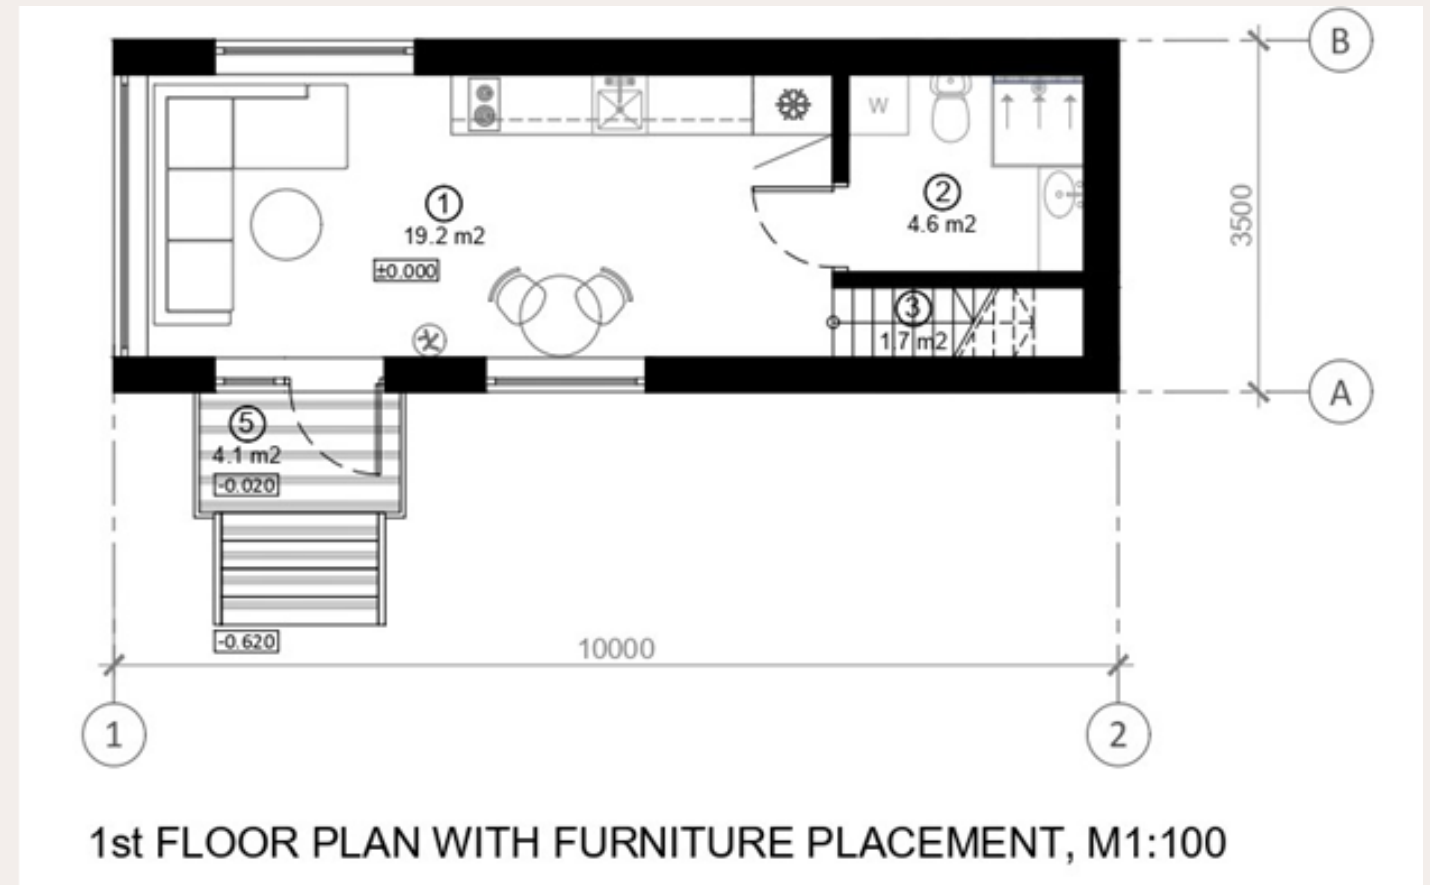 B
W
1
19.2 m2
±0.000
2
4.6 m2
3500
3
1.7 m2
A
5
4.1 m2
-0.020
-0.620
10000
1
2
1st FLOOR PLAN WITH FURNITURE PLACEMENT, M1:100